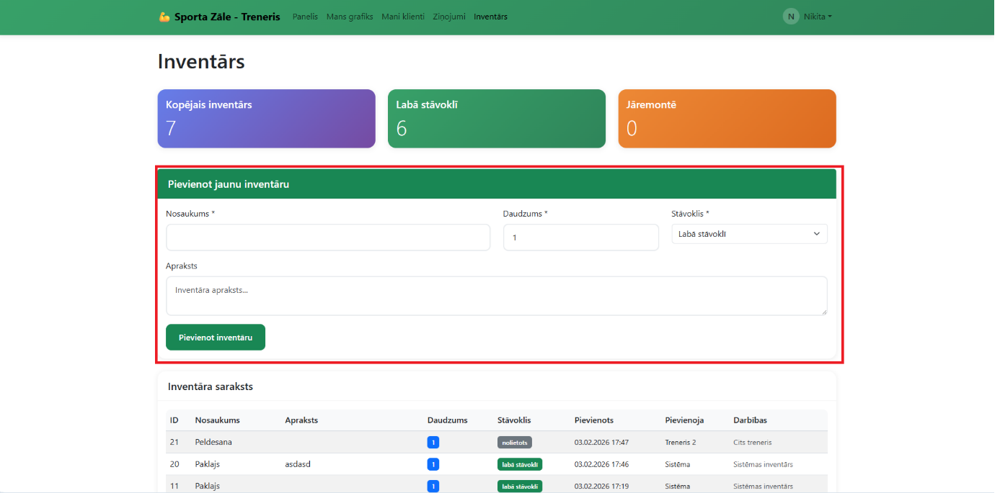 💪 Sporta Zāle - Treneris Panelis Mans grafiks Mani klienti Ziņojumi Inventārs N Nikita
Inventārs
Kopējais inventārs Labā stāvoklī Jāremontē
7 6 0
Pievienot jaunu inventāru
Nosaukums * Daudzums * Stāvoklis *
1 Labā stāvoklī
Apraksts
Inventāra apraksts...
Pievienot inventāru
Inventāra saraksts
ID Nosaukums Apraksts Daudzums Stāvoklis Pievienots Pievienoja Darbības
21 Peldesana 1 nolietots 03.02.2026 17:47 Treneris 2 Cits treneris
20 Paklajs asdasd 1 labā stāvoklī 03.02.2026 17:46 Sistēma Sistēmas inventārs
11 Paklajs 1 labā stāvoklī 03.02.2026 17:19 Sistēma Sistēmas inventārs